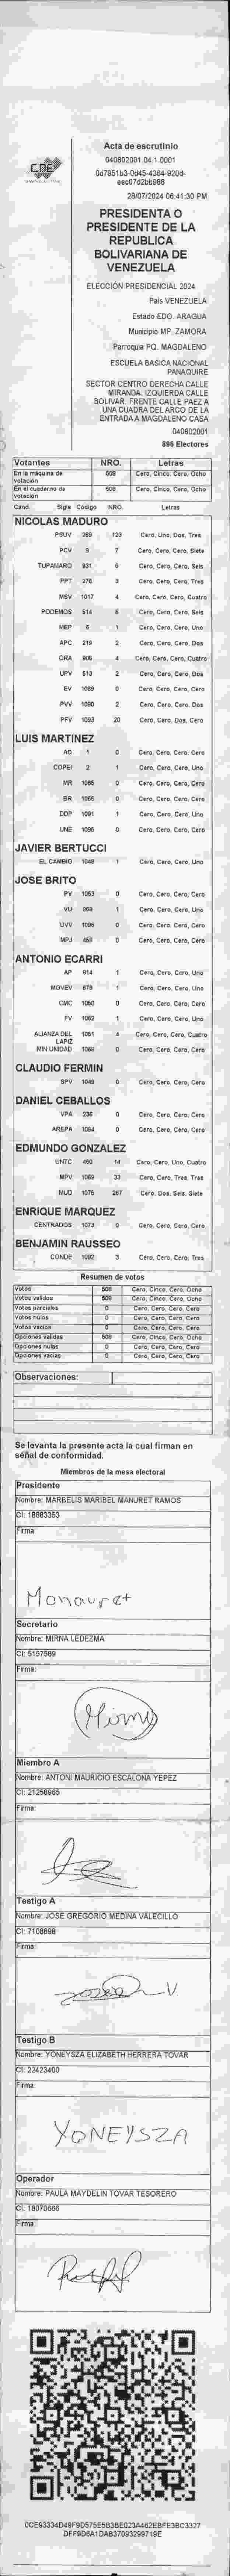 CNE
Acta de escrutinio
040802001.04.1.0001
eec07d2bb988
28/07/2024 06:41:30 PM
PRESIDENTA O
PRESIDENTE DE LA
REPUBLICA
BOLIVARIANA DE
VENEZUELA
ELECCIÓN PRESIDENCIAL 2024
País VENEZUELA
Estado EDO. ARAGUA
Municipio MP. ZAMORA
Parroquia PQ. MAGDALENO
ESCUELA BASICA NACIONAL
PANAQUIRE
SECTOR CENTRO DERECHA CALLE
MIRANDA. IZQUIERDA CALLE
BOLIVAR. FRENTE CALLE PAEZ A
UNA CUADRA DEL ARCO DE LA
ENTRADA A MAGDALENO CASA
040802001
896 Electores
Votantes NRO. Letras
En la máquina de votación 508 Cero, Cinco, Cero, Ocho
En el cuaderno de votación 508 Cero, Cinco, Cero, Ocho
Cand. Sigla Código NRO. Letras
NICOLAS MADURO
PSUV 269 123 Cero, Uno, Dos, Tres
PCV 9 7 Cero, Cero, Cero, Siete
TUPAMARO 931 6 Cero, Cero, Cero, Seis
PPT 276 3 Cero, Cero, Cero, Tres
MSV 1017 4 Cero, Cero, Cero, Cuatro
PODEMOS 514 6 Cero, Cero, Cero, Seis
MEP 6 1 Cero, Cero, Cero, Uno
APC 219 2 Cero, Cero, Cero, Dos
ORA 906 4 Cero, Cero, Cero, Cuatro
UPV 513 2 Cero, Cero, Cero, Dos
EV 1089 0 Cero, Cero, Cero, Cero
PVV 1090 2 Cero, Cero, Cero, Dos
PFV 1093 20 Cero, Cero, Dos, Cero
LUIS MARTINEZ
AD 1 0 Cero, Cero, Cero, Cero
COPEI 2 1 Cero, Cero, Cero, Uno
MR 1065 0 Cero, Cero, Cero, Cero
BR 1066 0 Cero, Cero, Cero, Cero
DDP 1091 1 Cero, Cero, Cero, Uno
UNE 1096 0 Cero, Cero, Cero, Cero
JAVIER BERTUCCI
EL CAMBIO 1048 1 Cero, Cero, Cero, Uno
JOSE BRITO
PV 1053 0 Cero, Cero, Cero, Cero
VU 968 1 Cero, Cero, Cero, Uno
UVV 1086 0 Cero, Cero, Cero, Cero
MPJ 468 0 Cero, Cero, Cero, Cero
ANTONIO ECARRI
AP 914 1 Cero, Cero, Cero, Uno
MOVEV 978 1 Cero, Cero, Cero, Uno
CMC 1050 0 Cero, Cero, Cero, Cero
FV 1062 1 Cero, Cero, Cero, Uno
ALIANZA DEL LAPIZ 1051 4 Cero, Cero, Cero, Cuatro
MIN UNIDAD 1060 0 Cero, Cero, Cero, Cero
CLAUDIO FERMIN
SPV 1049 0 Cero, Cero, Cero, Cero
DANIEL CEBALLOS
VPA 230 0 Cero, Cero, Cero, Cero
AREPA 1094 0 Cero, Cero, Cero, Cero
EDMUNDO GONZALEZ
UNTC 460 14 Cero, Cero, Uno, Cuatro
MPV 1069 33 Cero, Cero, Tres, Tres
MUD 1076 267 Cero, Dos, Seis, Siete
ENRIQUE MARQUEZ
CENTRADOS 1073 0 Cero, Cero, Cero, Cero
BENJAMIN RAUSSEO
CONDE 1092 3 Cero, Cero, Cero, Tres
Resumen de votos
Votos 508 Cero, Cinco, Cero, Ocho
Votos válidos 508 Cero, Cinco, Cero, Ocho
Votos parciales 0 Cero, Cero, Cero, Cero
Votos nulos 0 Cero, Cero, Cero, Cero
Votos vacíos 0 Cero, Cero, Cero, Cero
Opciones válidas 508 Cero, Cinco, Cero, Ocho
Opciones nulas 0 Cero, Cero, Cero, Cero
Opciones vacías 0 Cero, Cero, Cero, Cero
Observaciones:
Se levanta la presente acta la cual firman en
señal de conformidad.
Miembros de la mesa electoral
Presidente
Nombre: MARBELIS MARIBEL MANURET RAMOS
CI: 18883353
Firma:
Manauret
Secretario
Nombre: MIRNA LEDEZMA
CI: 5157589
Firma:
Mirna
Miembro A
Nombre: ANTONI MAURICIO ESCALONA YEPEZ
CI: 21258965
Firma:
Testigo A
Nombre: JOSE GREGORIO MEDINA VALECILLO
CI: 7108898
Firma:
Testigo B
Nombre: YONEYSZA ELIZABETH HERRERA TOVAR
CI: 20423400
Firma:
YONEYSZA
Operador
Nombre: PAULA MAYDELIN TOVAR TESORERO
CI: 18070666
Firma:
0CE93334D49F9D575E5B3BE023A462EBFE3BC3327
DFF9D6A1DAB37093299719E